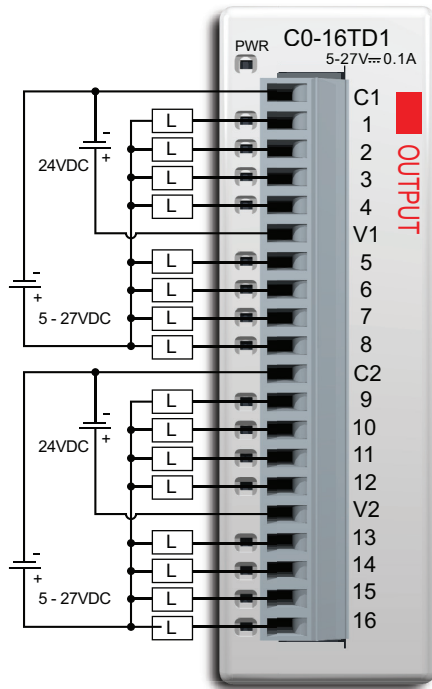 PWR
C0-16TD1
5-27V⎓0.1A
C1
L 1
L 2
24VDC
-
+
L 3
L 4
V1
L 5
-
+
5 - 27VDC
L 6
L 7
L 8
C2
L 9
L 10
24VDC
-
+
L 11
L 12
V2
L 13
-
+
5 - 27VDC
L 14
L 15
L 16
OUTPUT